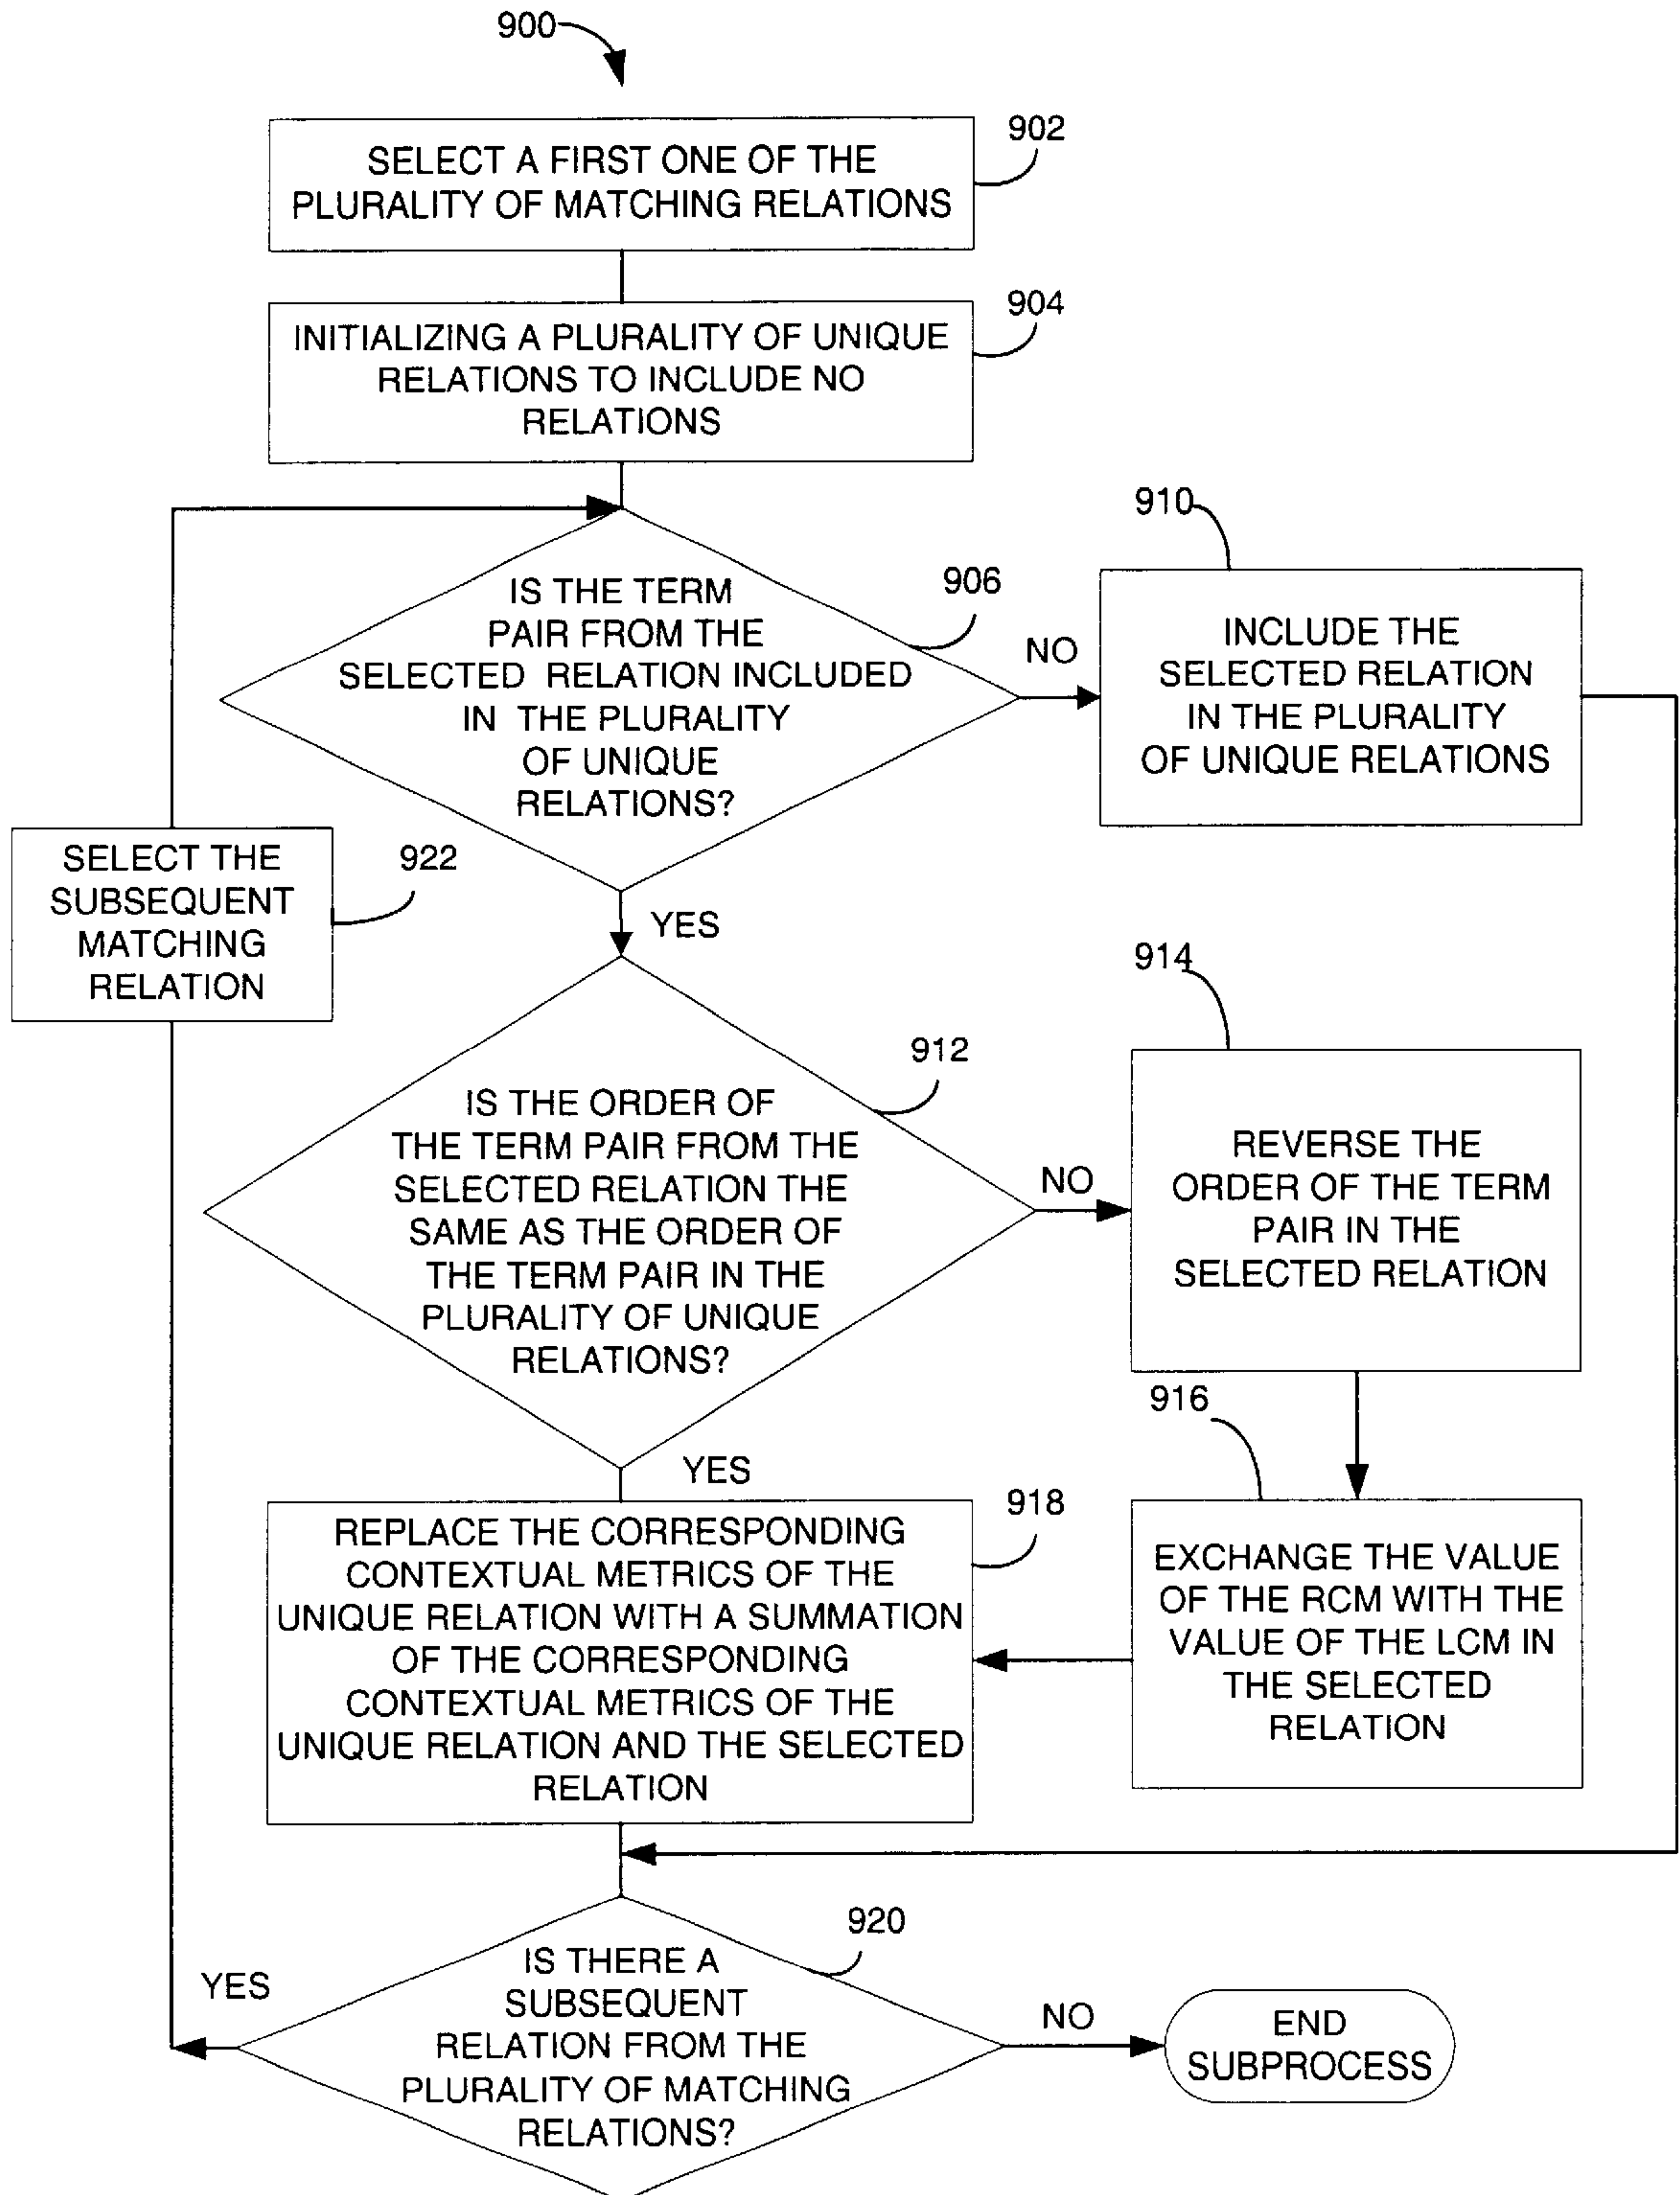 900
902
SELECT A FIRST ONE OF THE
PLURALITY OF MATCHING RELATIONS
904
INITIALIZING A PLURALITY OF UNIQUE
RELATIONS TO INCLUDE NO
RELATIONS
906
IS THE TERM
PAIR FROM THE
SELECTED RELATION INCLUDED
IN THE PLURALITY
OF UNIQUE
RELATIONS?
NO
910
INCLUDE THE
SELECTED RELATION
IN THE PLURALITY
OF UNIQUE RELATIONS
SELECT THE
SUBSEQUENT
MATCHING
RELATION
922
YES
912
IS THE ORDER OF
THE TERM PAIR FROM THE
SELECTED RELATION THE
SAME AS THE ORDER OF
THE TERM PAIR IN THE
PLURALITY OF UNIQUE
RELATIONS?
NO
914
REVERSE THE
ORDER OF THE TERM
PAIR IN THE
SELECTED RELATION
YES
916
EXCHANGE THE VALUE
OF THE RCM WITH THE
VALUE OF THE LCM IN
THE SELECTED
RELATION
918
REPLACE THE CORRESPONDING
CONTEXTUAL METRICS OF THE
UNIQUE RELATION WITH A SUMMATION
OF THE CORRESPONDING
CONTEXTUAL METRICS OF THE
UNIQUE RELATION AND THE SELECTED
RELATION
920
IS THERE A
SUBSEQUENT
RELATION FROM THE
PLURALITY OF MATCHING
RELATIONS?
YES
NO
END
SUBPROCESS